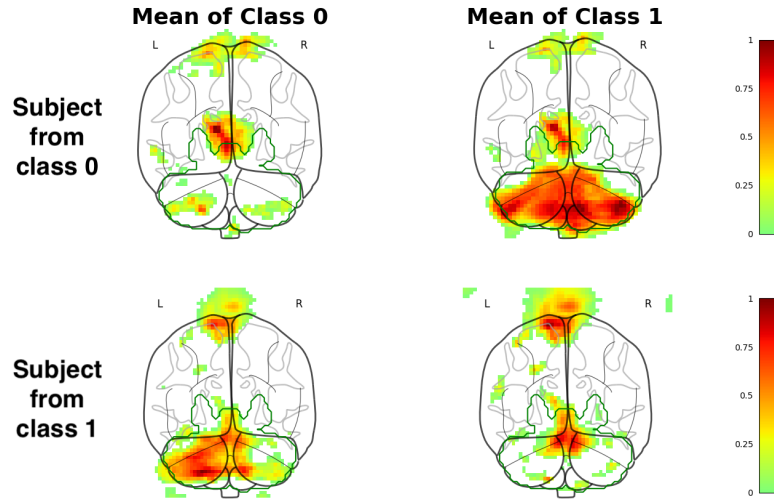 Mean of Class 0
Mean of Class 1
L
R
L
R
1
0.75
0.5
0.25
0
Subject
from
class 0
L
R
L
R
1
0.75
0.5
0.25
0
Subject
from
class 1